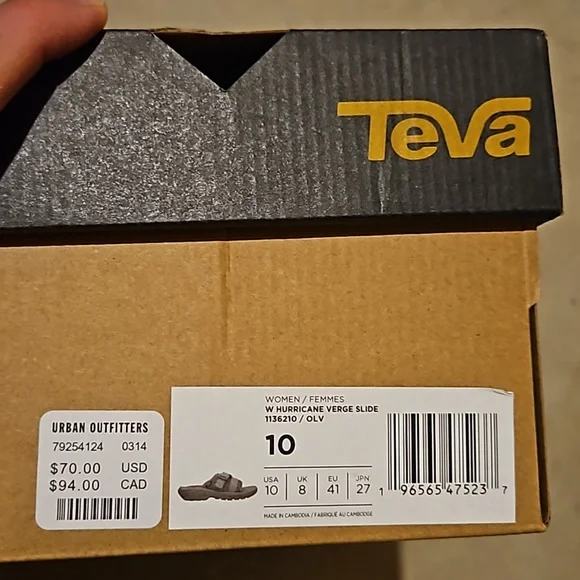 Teva
URBAN OUTFITTERS
79254124 0314
$70.00 USD
$94.00 CAD
WOMEN / FEMMES
W HURRICANE VERGE SLIDE
1136210 / OLV
10
USA UK EU JPN
10 8 41 27
MADE IN CAMBODIA / FABRIQUÉ AU CAMBODGE
1 96565 47523 7